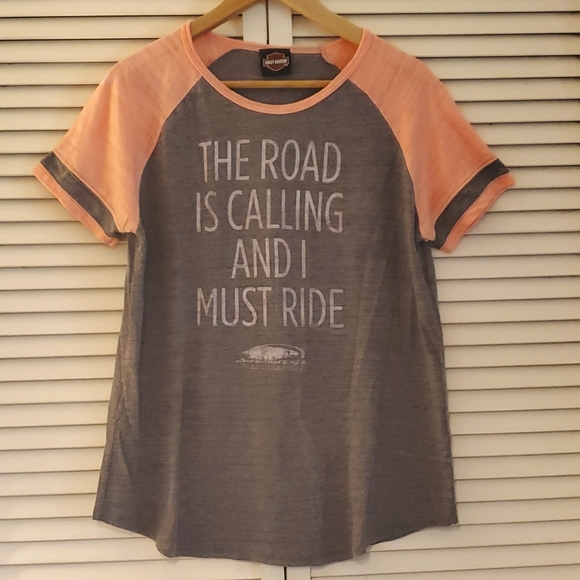 HARLEY-DAVIDSON
THE ROAD
IS CALLING
AND I
MUST RIDE